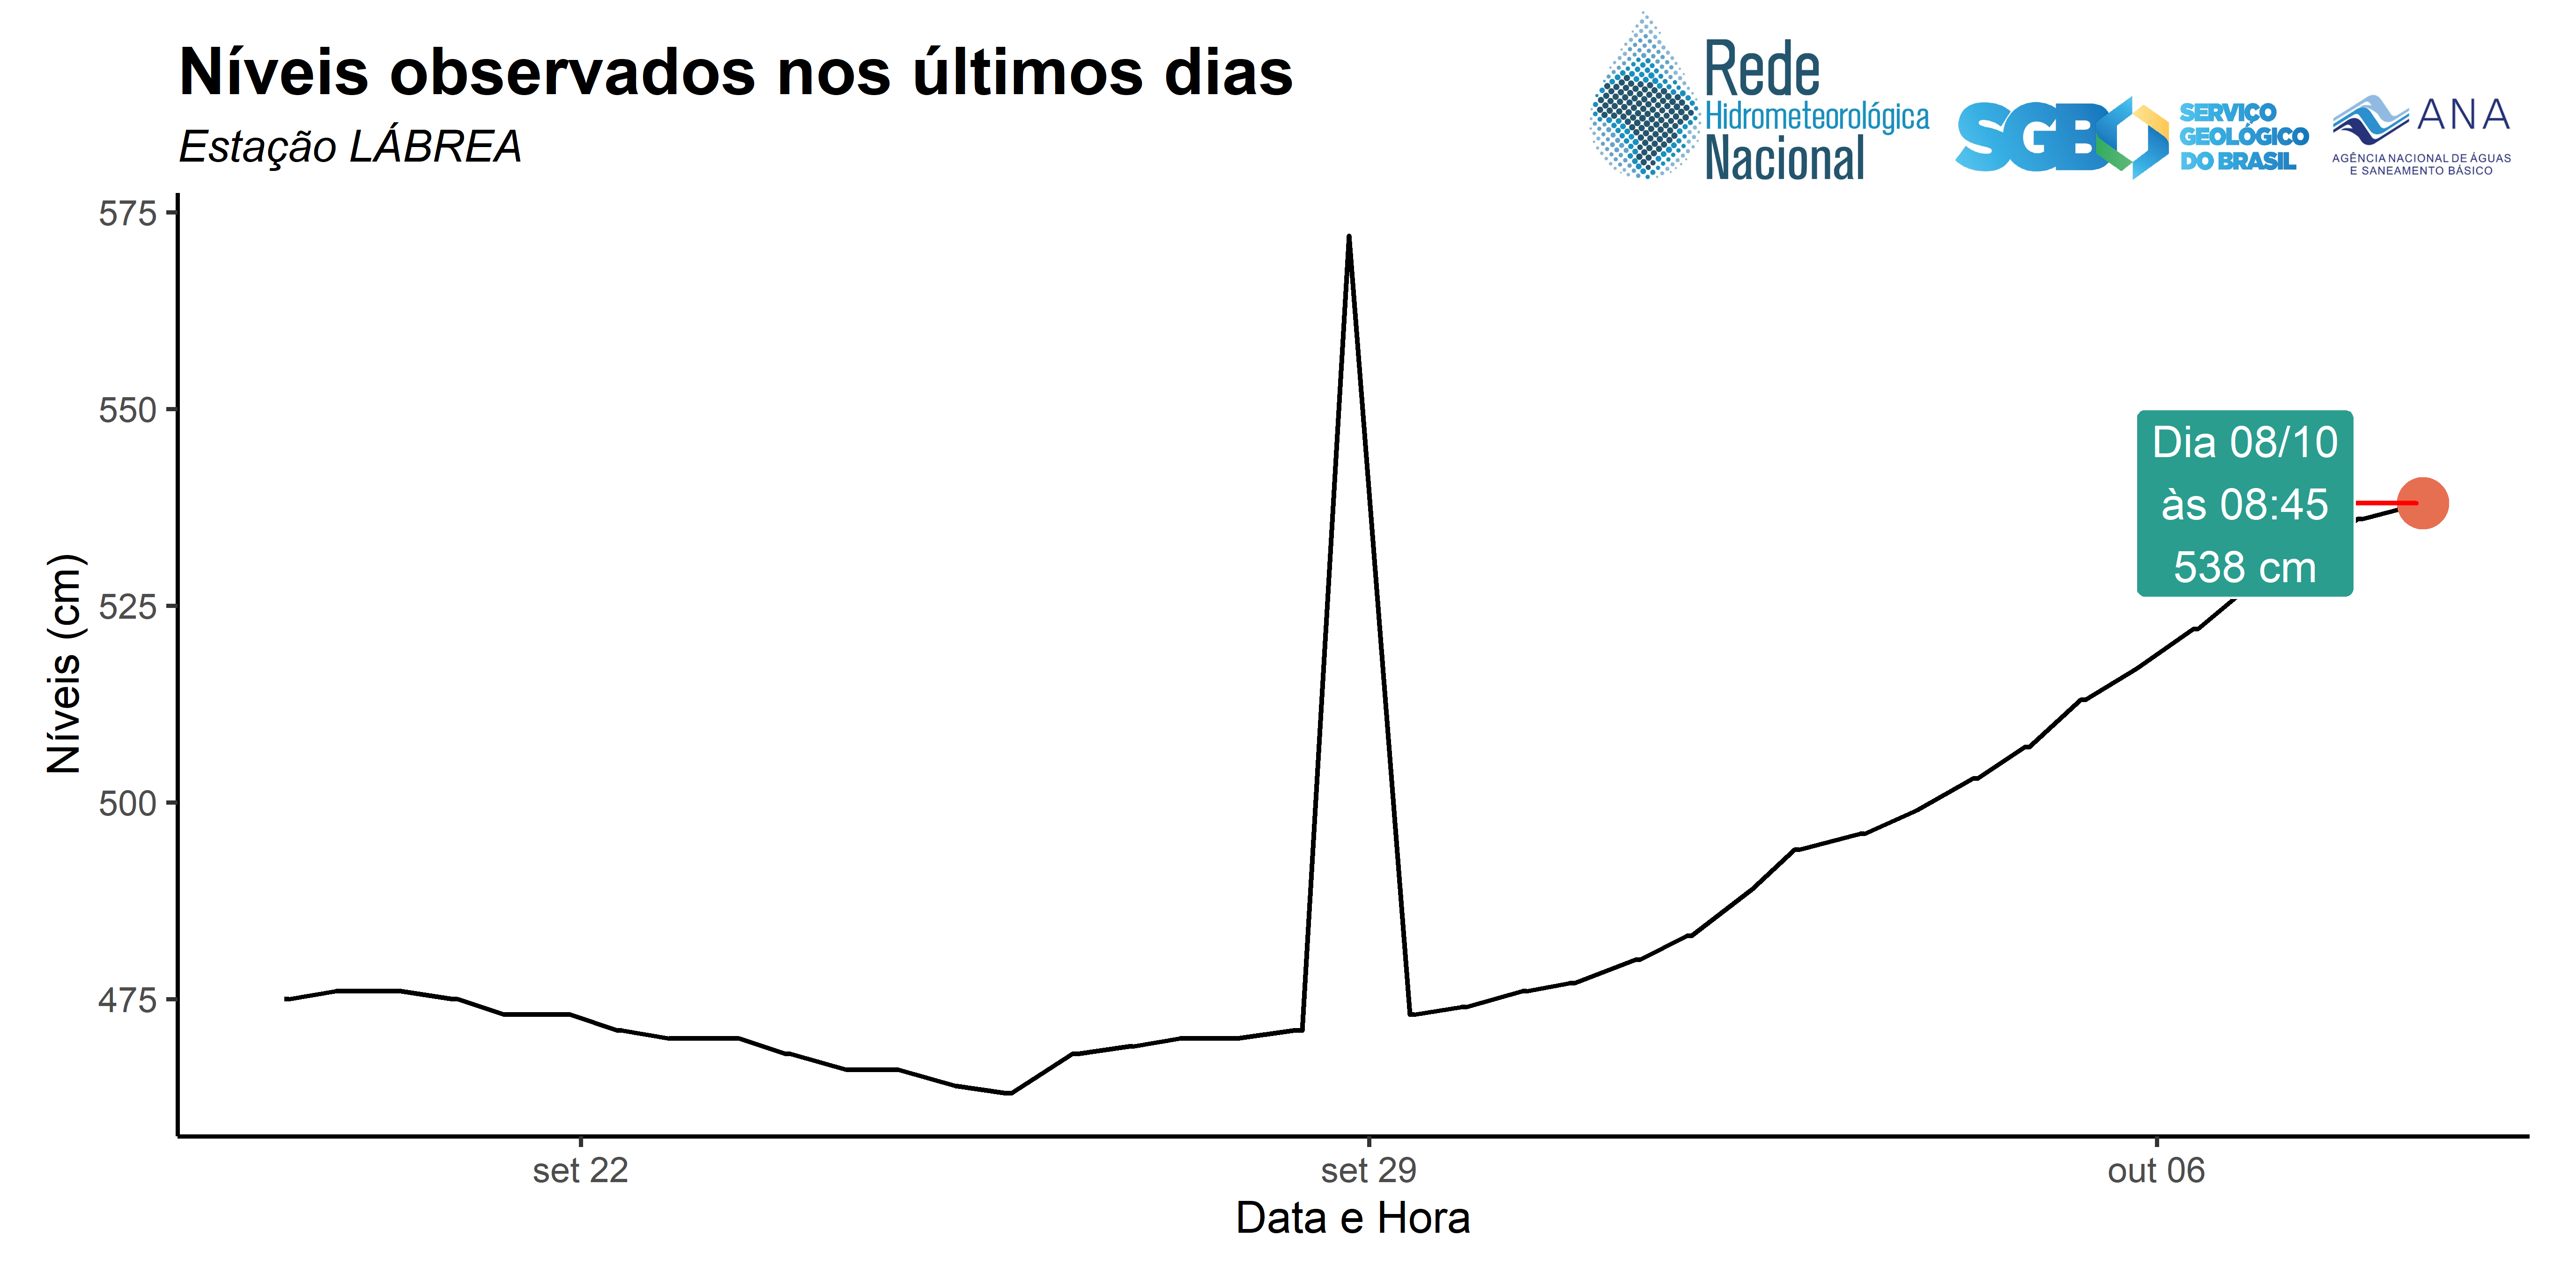 Níveis observados nos últimos dias
Estação LÁBREA
Rede
Hidrometeorológica
Nacional
SGB
SERVIÇO
GEOLÓGICO
DO BRASIL
ANA
AGÊNCIA NACIONAL DE ÁGUAS
E SANEAMENTO BÁSICO
575
550
525
500
475
Níveis (cm)
Dia 08/10
às 08:45
538 cm
set 22
set 29
out 06
Data e Hora